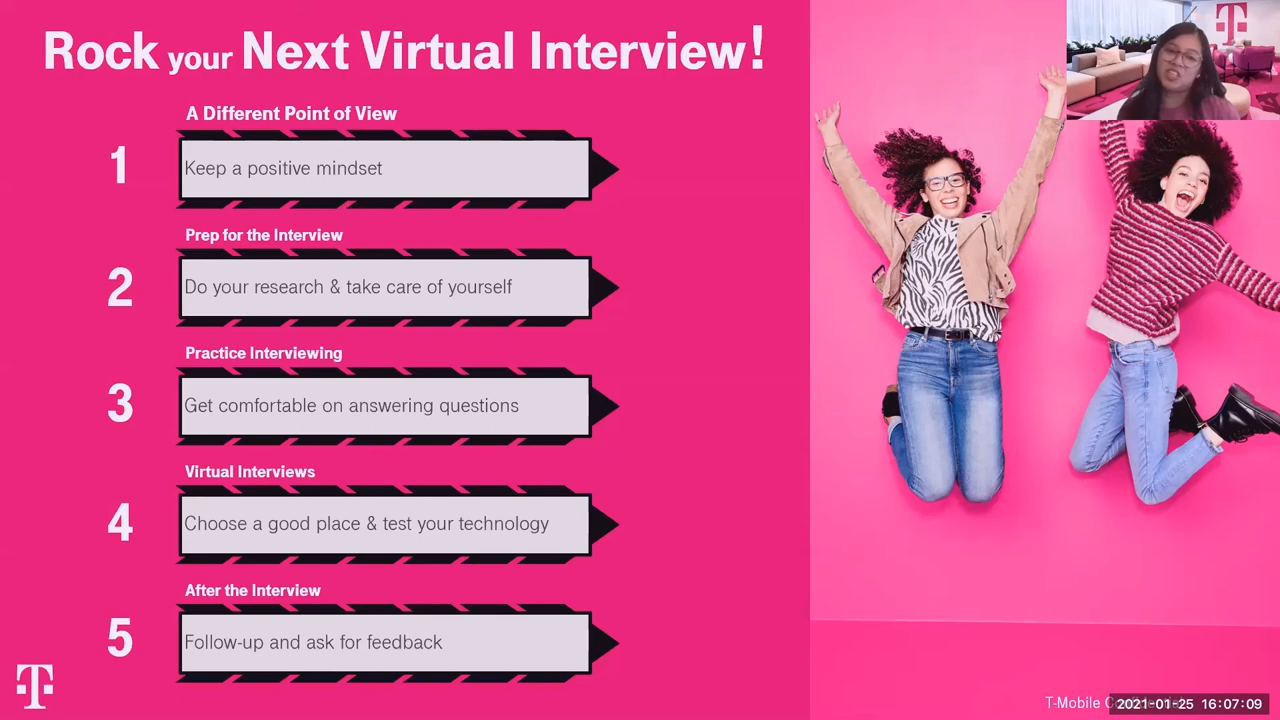 Rock your Next Virtual Interview!
A Different Point of View
1
Keep a positive mindset
Prep for the Interview
2
Do your research & take care of yourself
Practice Interviewing
3
Get comfortable on answering questions
Virtual Interviews
4
Choose a good place & test your technology
After the Interview
5
Follow-up and ask for feedback
T
T
T-Mobile
2021-01-25 16:07:09